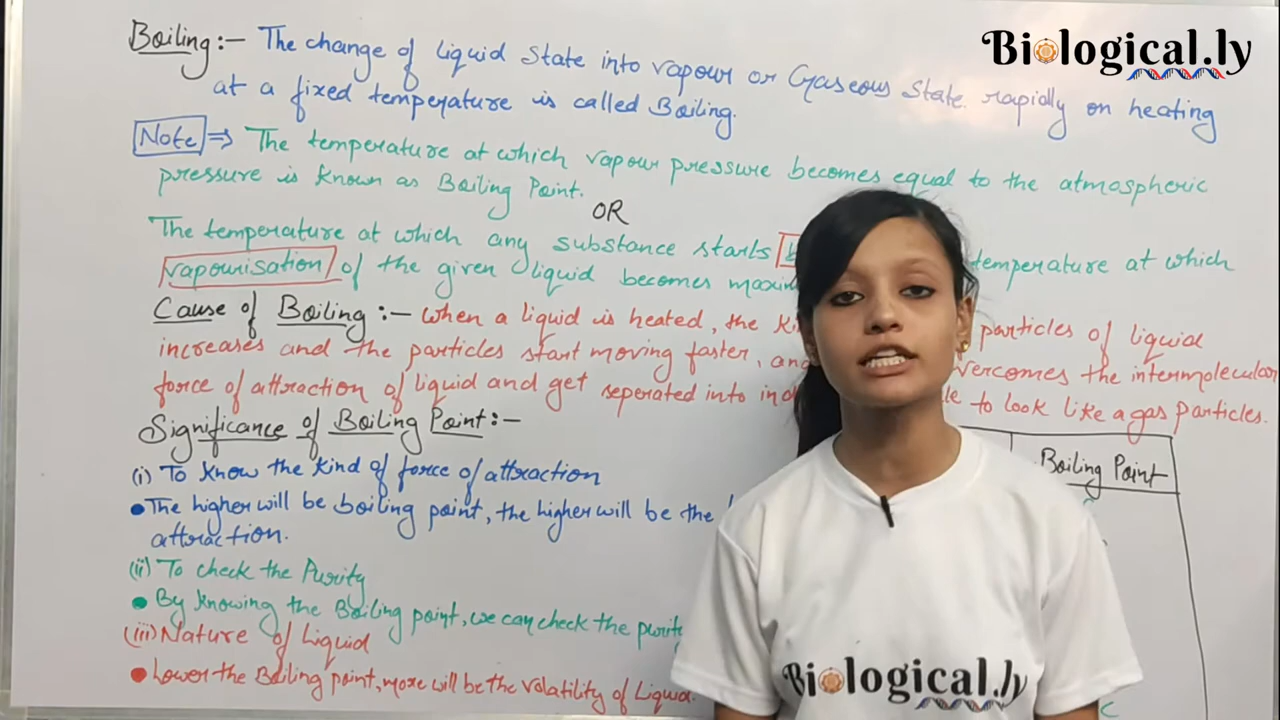 Biological.ly
Boiling:- The change of liquid State into vapour or Gaseous State rapidly on heating
at a fixed temperature is called Boiling.
Note ⇒ The temperature at which vapour pressure becomes equal to the atmospheric
pressure is known as Boiling Point.
OR
The temperature at which any substance starts temperature at which
vapourisation of the given liquid becomes
Cause of Boiling :- when a liquid is heated, the particles of liquid
increases and the particles start moving faster, the intermolecular
force of attraction of liquid and get seperated into to look like a gas particles.
Significance of Boiling Point:-
(i) To know the kind of force of attraction
• The higher will be boiling point, the higher will be the
attraction.
(ii) To check the Purity
• By knowing the Boiling point, we can check the
(iii) Nature of Liquid
• Lower the Boiling point, more will be the volatility of Liquid.
Boiling Point
Biological.ly